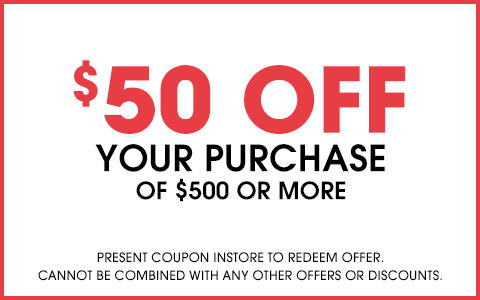 $50 OFF
YOUR PURCHASE
OF $500 OR MORE
PRESENT COUPON INSTORE TO REDEEM OFFER.
CANNOT BE COMBINED WITH ANY OTHER OFFERS OR DISCOUNTS.